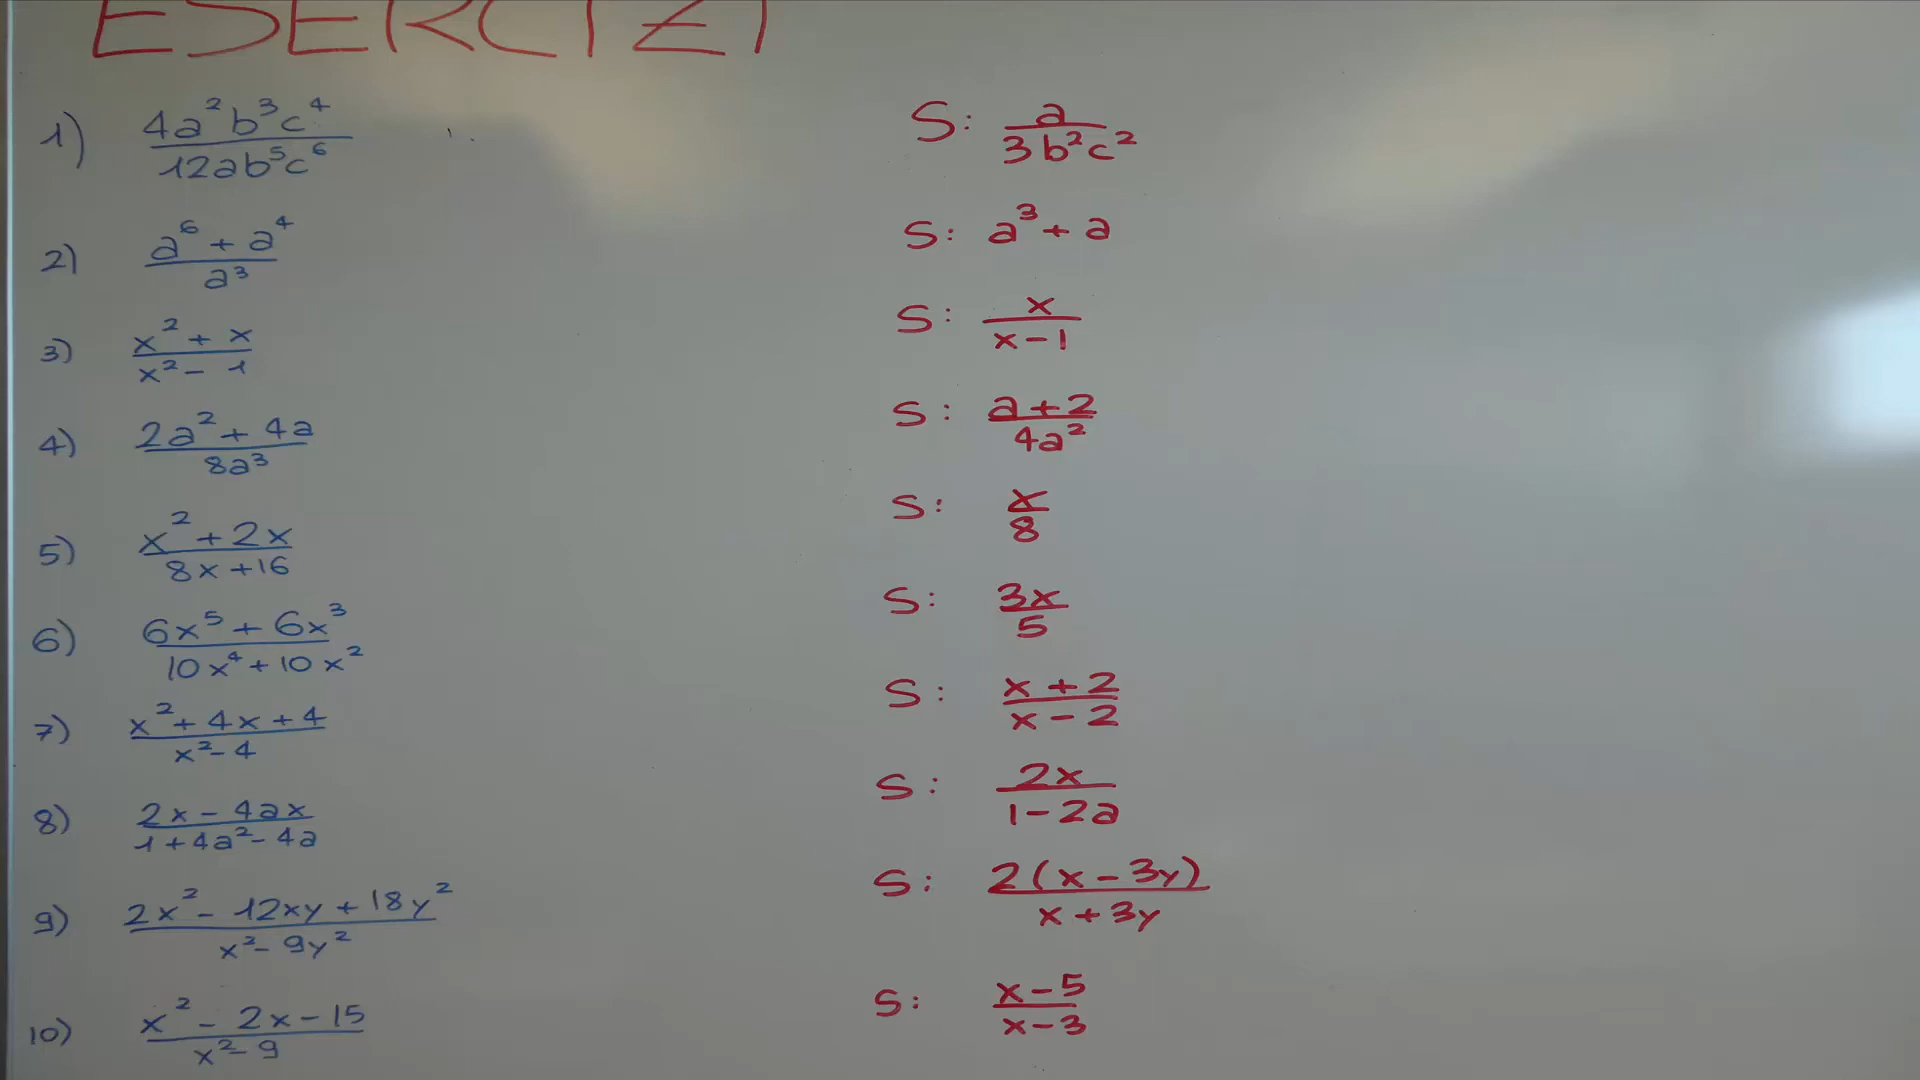 ESERCIZI
1) 4a²b³c⁴ / 12ab⁵c⁶ S: a / 3b²c²
2) a⁶ + a⁴ / a³ S: a³ + a
3) x² + x / x² - 1 S: x / x - 1
4) 2a² + 4a / 8a³ S: a + 2 / 4a²
5) x² + 2x / 8x + 16 S: x / 8
6) 6x⁵ + 6x³ / 10x⁴ + 10x² S: 3x / 5
7) x² + 4x + 4 / x² - 4 S: x + 2 / x - 2
8) 2x - 4ax / 1 + 4a² - 4a S: 2x / 1 - 2a
9) 2x² - 12xy + 18y² / x² - 9y² S: 2(x - 3y) / x + 3y
10) x² - 2x - 15 / x² - 9 S: x - 5 / x - 3